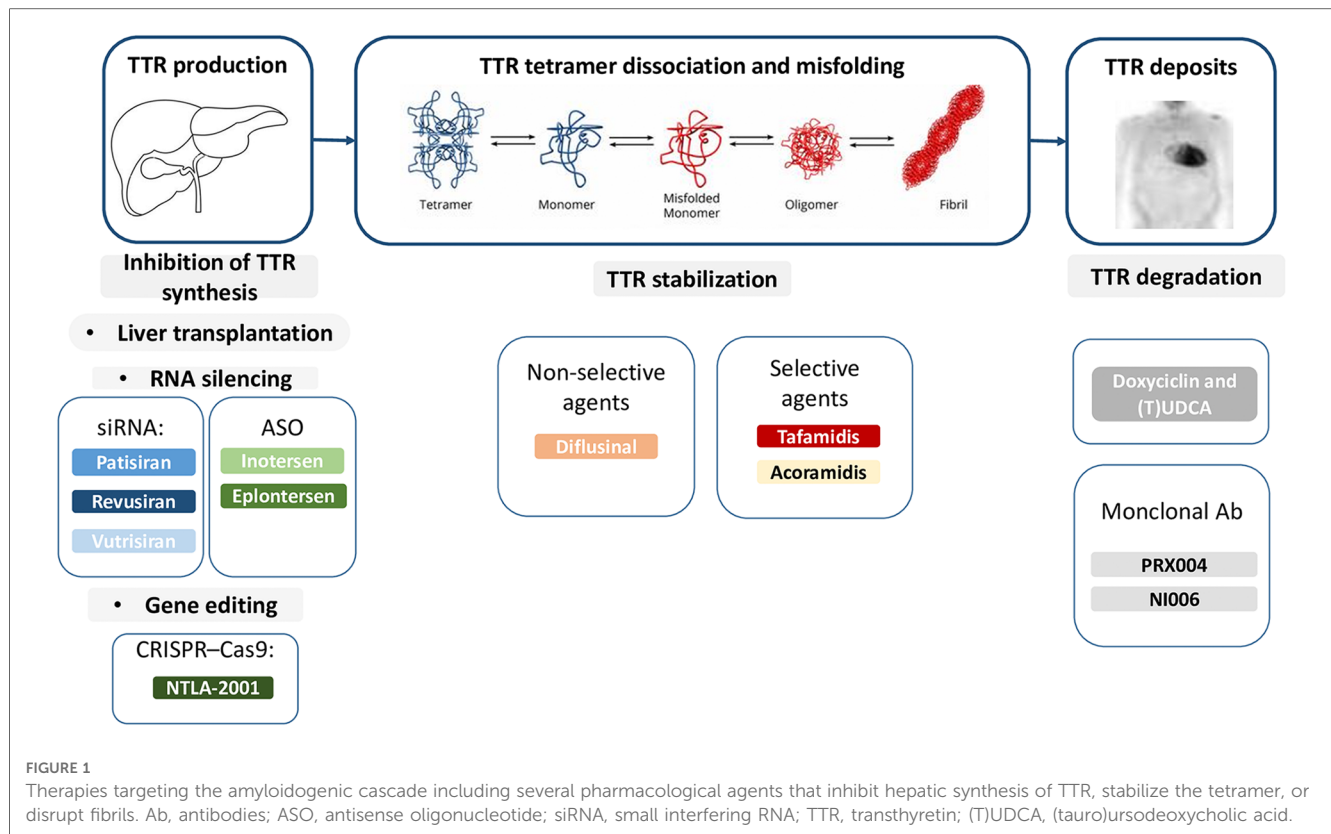 TTR production
TTR tetramer dissociation and misfolding
Tetramer
Monomer
Misfolded
Monomer
Oligomer
Fibril
TTR deposits
Inhibition of TTR
synthesis
• Liver transplantation
• RNA silencing
siRNA:
Patisiran
Revusiran
Vutrisiran
ASO
Inotersen
Eplontersen
• Gene editing
CRISPR–Cas9:
NTLA-2001
TTR stabilization
Non-selective
agents
Diflusinal
Selective
agents
Tafamidis
Acoramidis
TTR degradation
Doxyciclin and
(T)UDCA
Monclonal Ab
PRX004
NI006
FIGURE 1
Therapies targeting the amyloidogenic cascade including several pharmacological agents that inhibit hepatic synthesis of TTR, stabilize the tetramer, or
disrupt fibrils. Ab, antibodies; ASO, antisense oligonucleotide; siRNA, small interfering RNA; TTR, transthyretin; (T)UDCA, (tauro)ursodeoxycholic acid.